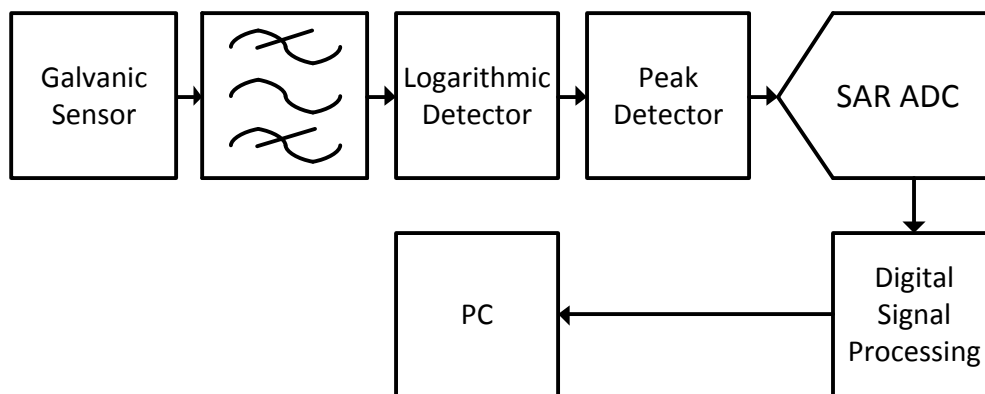 Galvanic
Sensor
Logarithmic
Detector
Peak
Detector
SAR ADC
PC
Digital
Signal
Processing